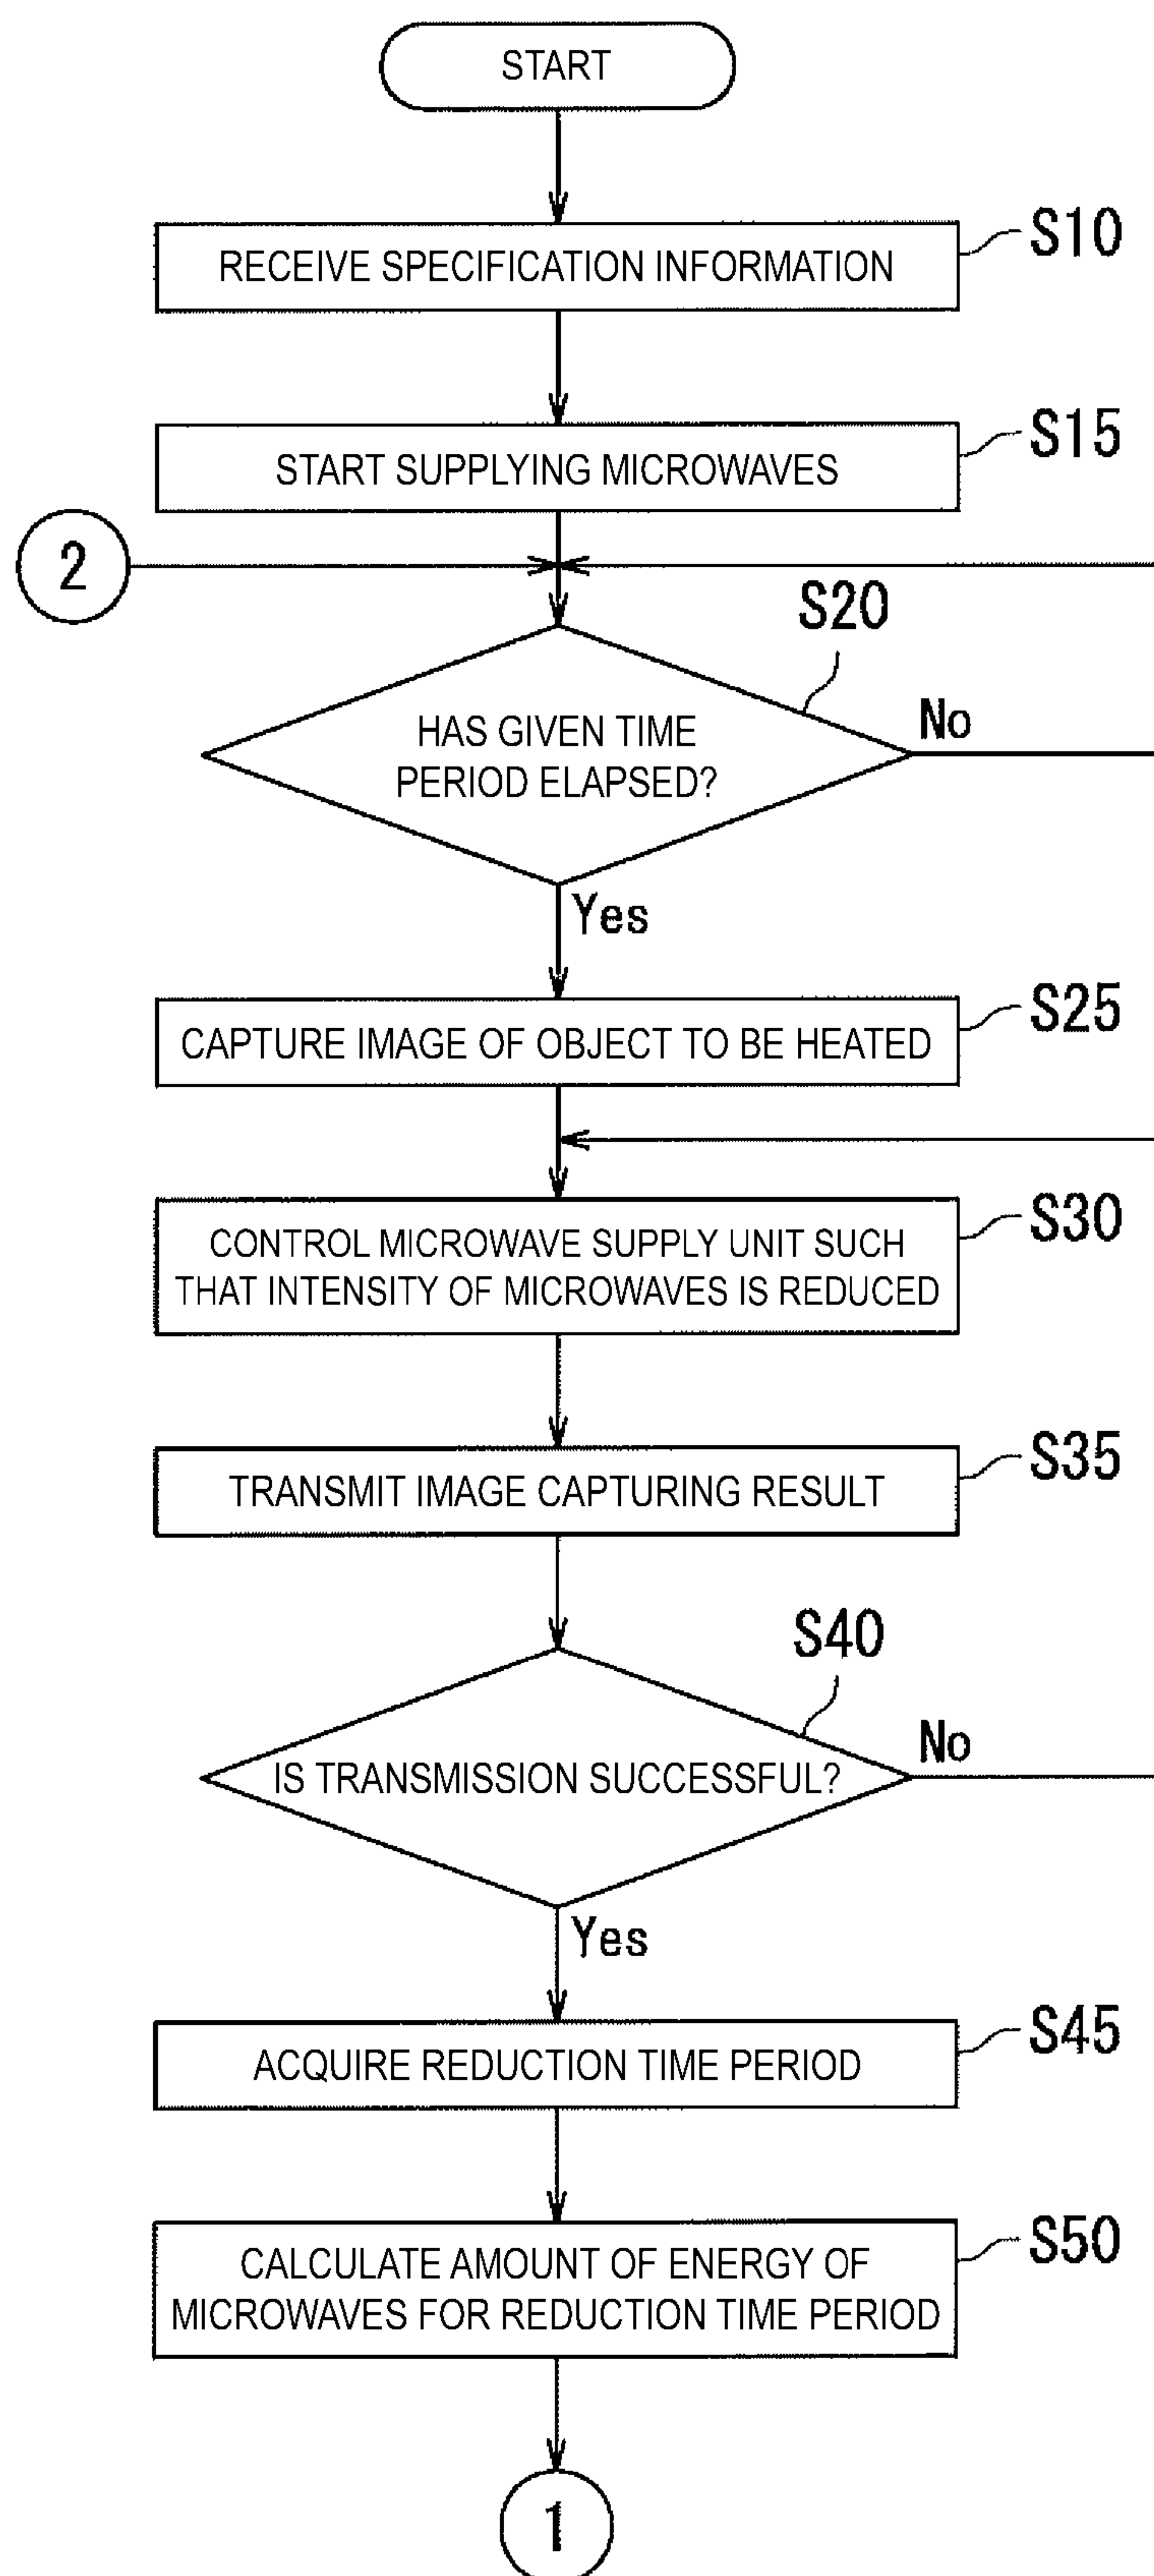 START
RECEIVE SPECIFICATION INFORMATION
S10
START SUPPLYING MICROWAVES
S15
2
S20
HAS GIVEN TIME
PERIOD ELAPSED?
No
Yes
CAPTURE IMAGE OF OBJECT TO BE HEATED
S25
CONTROL MICROWAVE SUPPLY UNIT SUCH
THAT INTENSITY OF MICROWAVES IS REDUCED
S30
TRANSMIT IMAGE CAPTURING RESULT
S35
S40
IS TRANSMISSION SUCCESSFUL?
No
Yes
ACQUIRE REDUCTION TIME PERIOD
S45
CALCULATE AMOUNT OF ENERGY OF
MICROWAVES FOR REDUCTION TIME PERIOD
S50
1